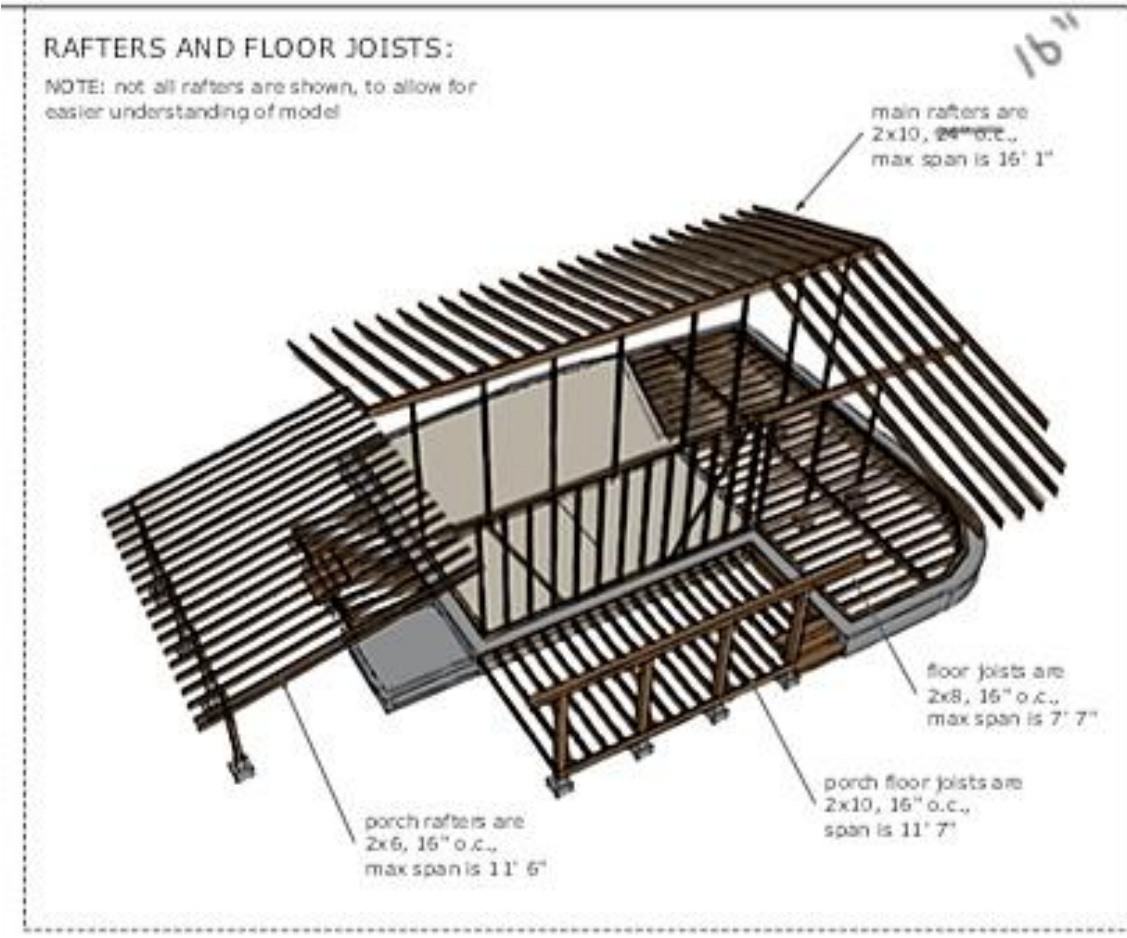 RAFTERS AND FLOOR JOISTS:
NOTE: not all rafters are shown, to allow for
easier understanding of model
16"
main rafters are
2x10, 24" o.c.,
max span is 16' 1"
floor joists are
2x8, 16" o.c.,
max span is 7' 7"
porch floor joists are
2x10, 16" o.c.,
span is 11' 7"
porch rafters are
2x6, 16" o.c.,
max span is 11' 6"